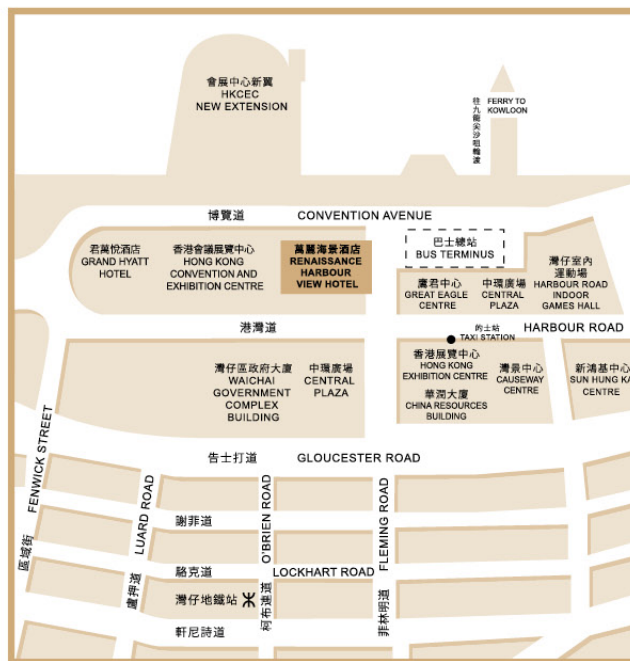 會展中心新翼
HKCEC
NEW EXTENSION
往九龍尖沙咀輪渡
FERRY TO
KOWLOON
博覽道
CONVENTION AVENUE
君萬悅酒店
GRAND HYATT
HOTEL
香港會議展覽中心
HONG KONG
CONVENTION AND
EXHIBITION CENTRE
萬麗海景酒店
RENAISSANCE
HARBOUR
VIEW HOTEL
巴士總站
BUS TERMINUS
鷹君中心
GREAT EAGLE
CENTRE
中環廣場
CENTRAL
PLAZA
灣仔室內
運動場
HARBOUR ROAD
INDOOR
GAMES HALL
港灣道
的士站
TAXI STATION
HARBOUR ROAD
灣仔區政府大廈
WAICHAI
GOVERNMENT
COMPLEX
BUILDING
中環廣場
CENTRAL
PLAZA
香港展覽中心
HONG KONG
EXHIBITION CENTRE
華潤大廈
CHINA RESOURCES
BUILDING
灣景中心
CAUSEWAY
CENTRE
新鴻基中心
SUN HUNG KA
CENTRE
告士打道
GLOUCESTER ROAD
FENWICK STREET
區域街
LUARD ROAD
盧押道
O'BRIEN ROAD
柯布連道
FLEMING ROAD
菲林明道
謝菲道
駱克道
LOCKHART ROAD
灣仔地鐵站
軒尼詩道